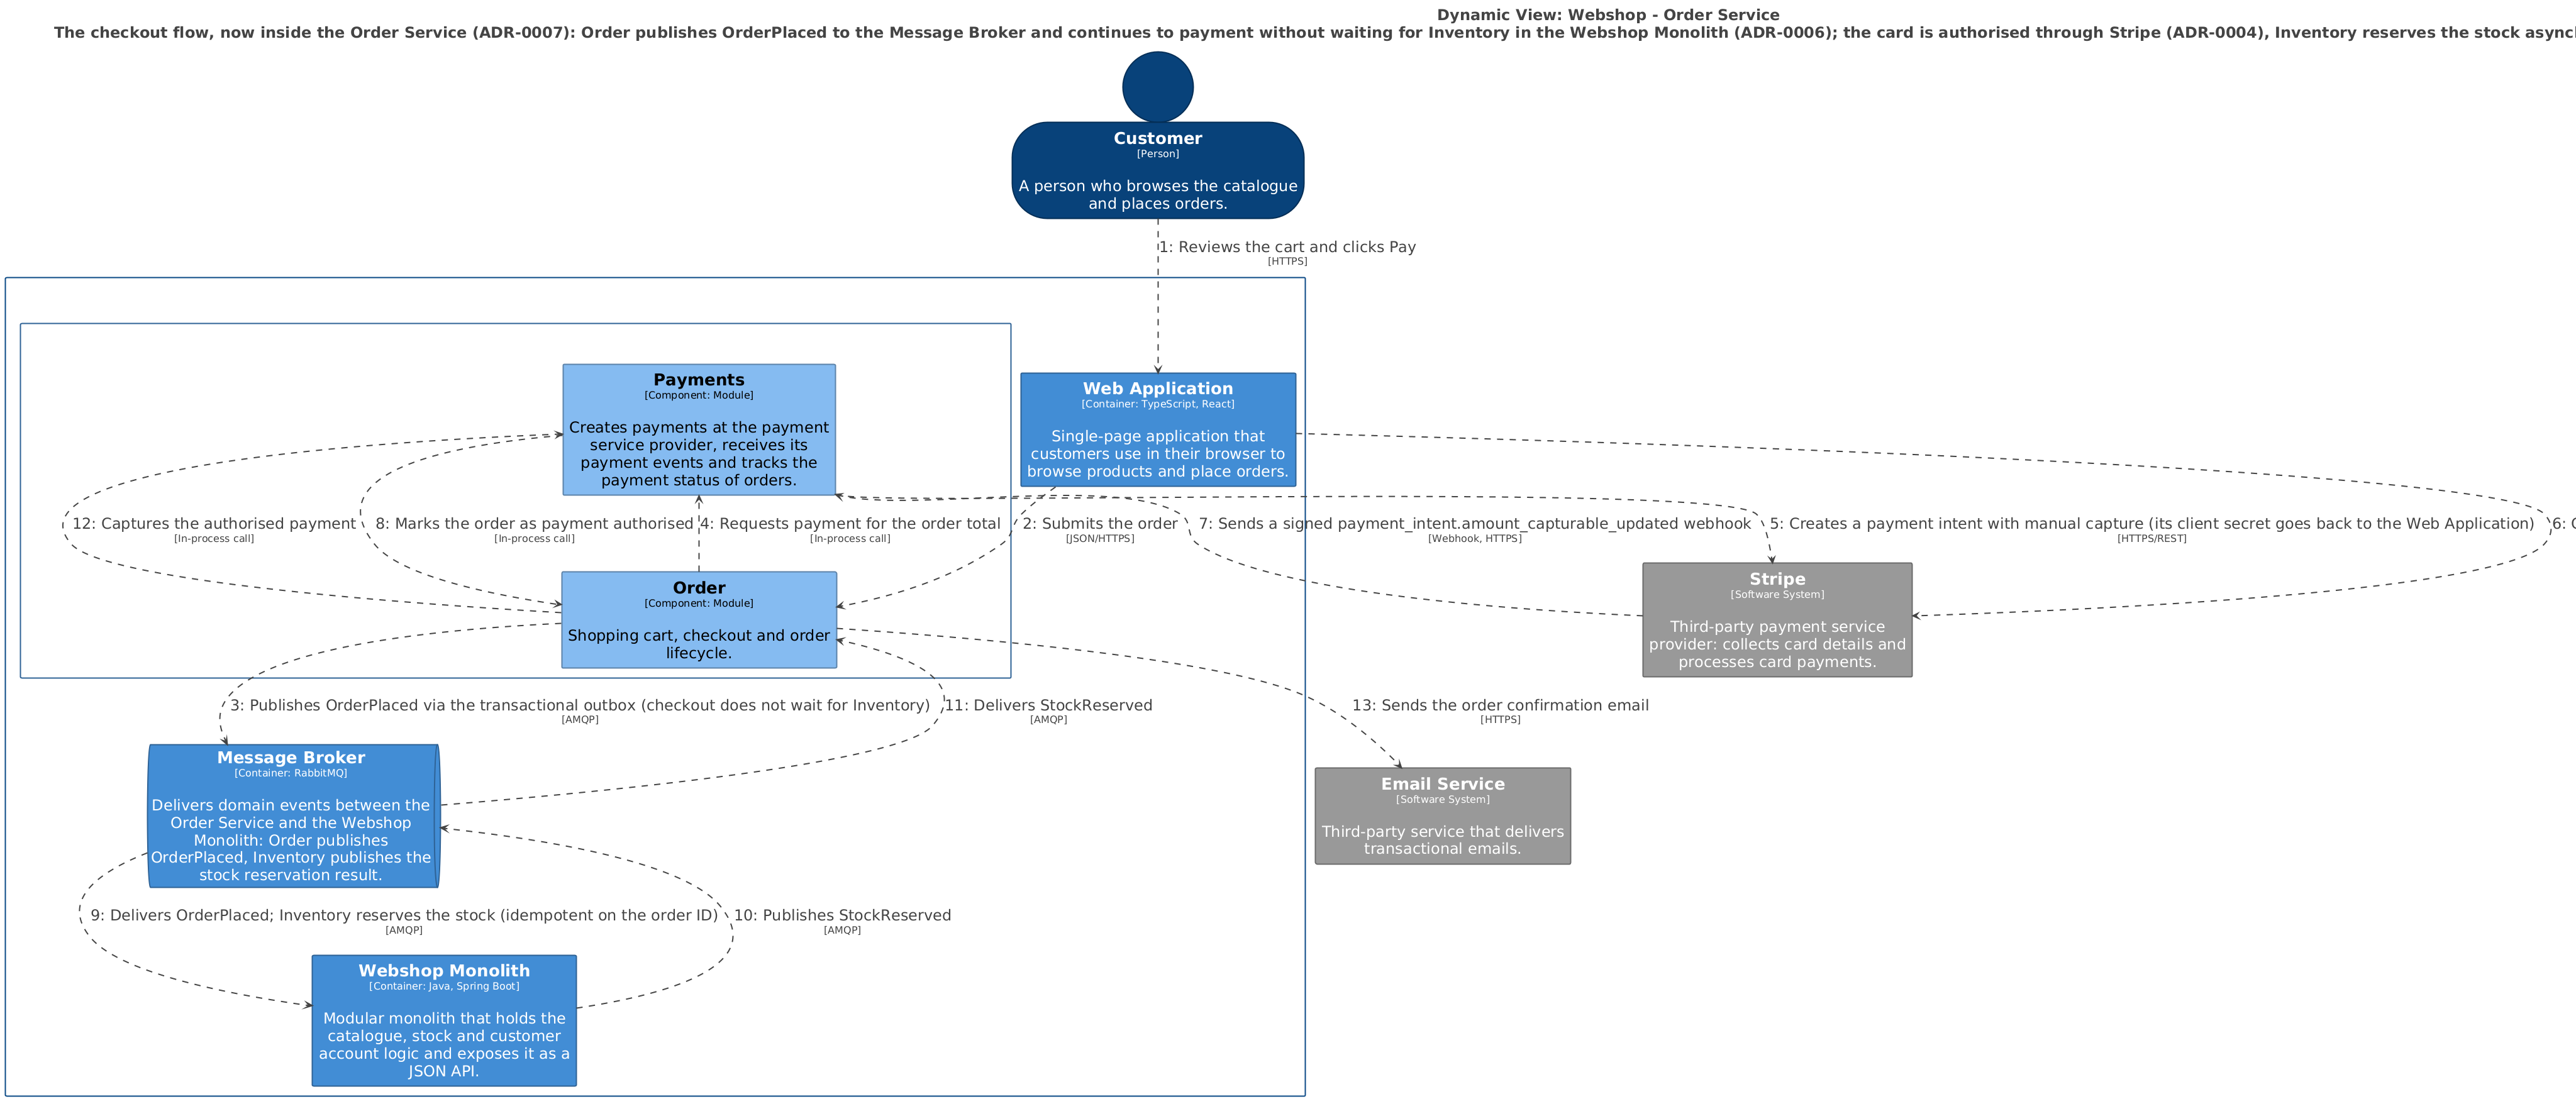 Dynamic View: Webshop - Order Service
The checkout flow, now inside the Order Service (ADR-0007): Order publishes OrderPlaced to the Message Broker and continues to payment without waiting for Inventory in the Webshop Monolith (ADR-0006); the card is authorised through Stripe (ADR-0004), Inventory reserves the stock
Customer
[Person]
A person who browses the catalogue
and places orders.
1: Reviews the cart and clicks Pay
[HTTPS]
Payments
[Component: Module]
Creates payments at the payment
service provider, receives its
payment events and tracks the
payment status of orders.
Web Application
[Container: TypeScript, React]
Single-page application that
customers use in their browser to
browse products and place orders.
12: Captures the authorised payment
[In-process call]
8: Marks the order as payment authorised
[In-process call]
4: Requests payment for the order total
[In-process call]
2: Submits the order
[JSON/HTTPS]
7: Sends a signed payment_intent.amount_capturable_updated webhook
[Webhook, HTTPS]
5: Creates a payment intent with manual capture (its client secret goes back to the Web Application)
[HTTPS/REST]
6:
Order
[Component: Module]
Shopping cart, checkout and order
lifecycle.
Stripe
[Software System]
Third-party payment service
provider: collects card details and
processes card payments.
3: Publishes OrderPlaced via the transactional outbox (checkout does not wait for Inventory)
[AMQP]
11: Delivers StockReserved
[AMQP]
13: Sends the order confirmation email
[HTTPS]
Message Broker
[Container: RabbitMQ]
Delivers domain events between the
Order Service and the Webshop
Monolith: Order publishes
OrderPlaced, Inventory publishes the
stock reservation result.
Email Service
[Software System]
Third-party service that delivers
transactional emails.
9: Delivers OrderPlaced; Inventory reserves the stock (idempotent on the order ID)
[AMQP]
10: Publishes StockReserved
[AMQP]
Webshop Monolith
[Container: Java, Spring Boot]
Modular monolith that holds the
catalogue, stock and customer
account logic and exposes it as a
JSON API.